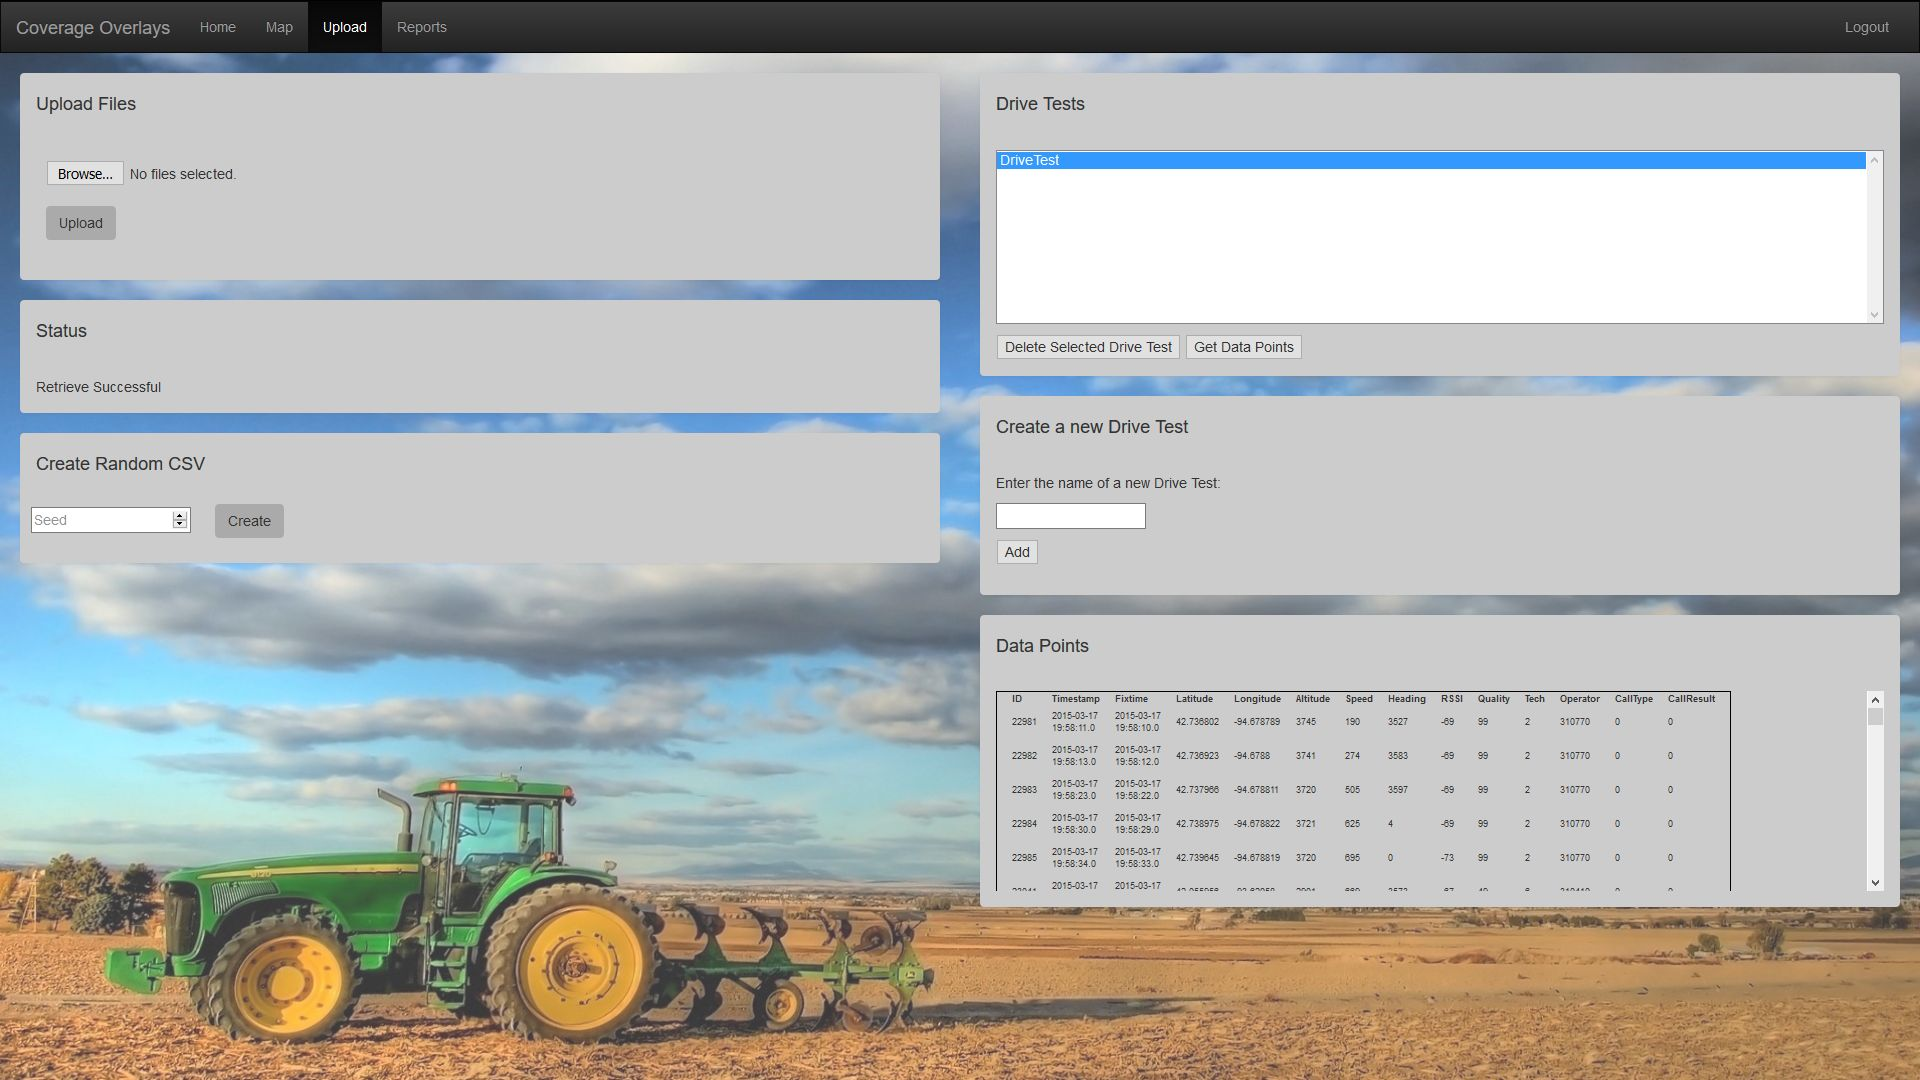 Coverage Overlays Home Map Upload Reports Logout
Upload Files
Browse... No files selected.
Upload
Status
Retrieve Successful
Create Random CSV
Seed Create
Drive Tests
DriveTest
Delete Selected Drive Test Get Data Points
Create a new Drive Test
Enter the name of a new Drive Test:
Add
Data Points
ID Timestamp Fixtime Latitude Longitude Altitude Speed Heading RSSI Quality Tech Operator CallType CallResult
22981 2015-03-17 19:58:11.0 2015-03-17 19:58:10.0 42.736802 -94.678789 3745 190 3527 -69 99 2 310770 0 0
22982 2015-03-17 19:58:13.0 2015-03-17 19:58:12.0 42.736923 -94.6788 3741 274 3583 -69 99 2 310770 0 0
22983 2015-03-17 19:58:23.0 2015-03-17 19:58:22.0 42.737966 -94.678811 3720 505 3597 -69 99 2 310770 0 0
22984 2015-03-17 19:58:30.0 2015-03-17 19:58:29.0 42.738975 -94.678822 3721 625 4 -69 99 2 310770 0 0
22985 2015-03-17 19:58:34.0 2015-03-17 19:58:33.0 42.739645 -94.678819 3720 695 0 -73 99 2 310770 0 0
2015-03-17 2015-03-17